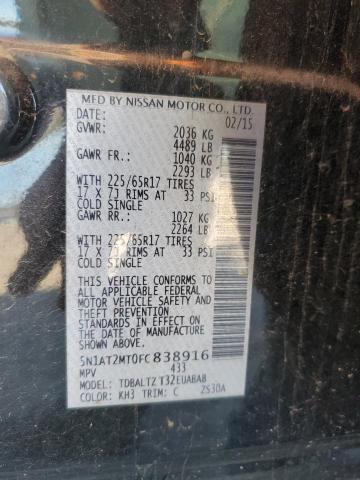 MFD BY NISSAN MOTOR CO., LTD.
DATE: 02/15
GVWR: 2036 KG
4489 LB
GAWR FR: 1040 KG
2293 LB
WITH 225/65R17 TIRES
17 X 7J RIMS AT 33 PSI
COLD SINGLE
GAWR RR: 1027 KG
2264 LB
WITH 225/65R17 TIRES
17 X 7J RIMS AT 33 PSI
COLD SINGLE
THIS VEHICLE CONFORMS TO
ALL APPLICABLE FEDERAL
MOTOR VEHICLE SAFETY
AND THEFT PREVENTION
STANDARDS IN EFFECT ON
THE DATE OF MANUFACTURE
SHOWN ABOVE.
5N1AT2MT0FC838916
MPV 433
MODEL: TDBALTZ T32EUABAB
COLOR: KH3 TRIM: C ZS30A